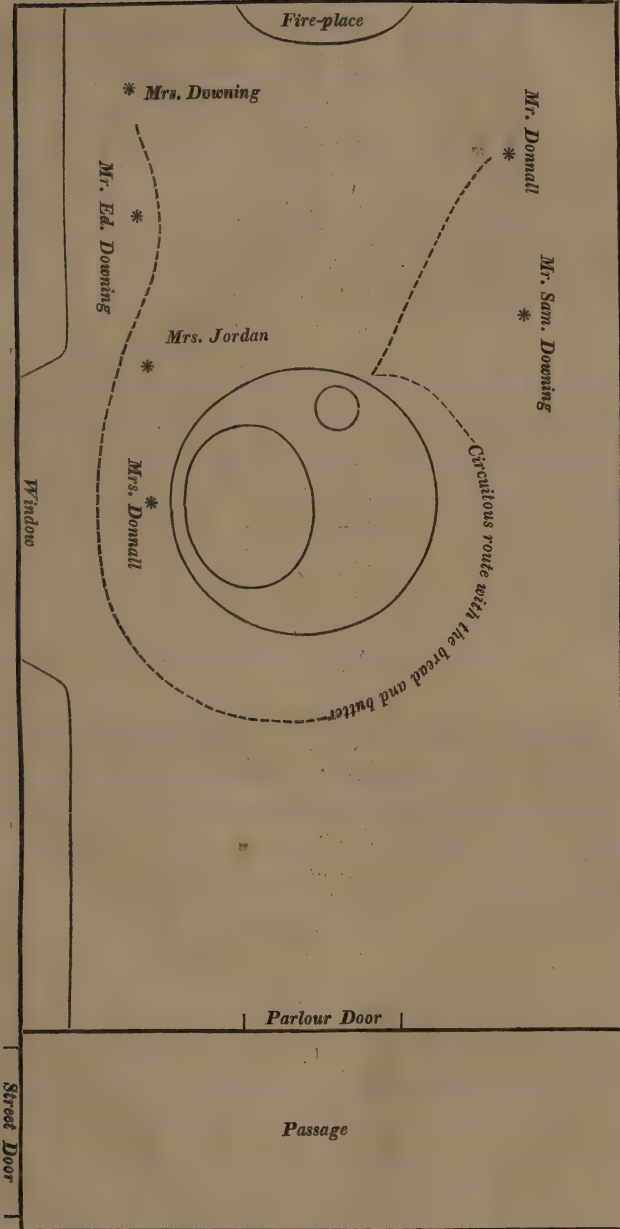 Fire-place
Mrs. Downing
Mr. Donnall
Mr. Ed. Downing
Mr. Sam. Downing
Mrs. Jordan
Mrs. Donnall
Window
Circuitous route with the bread and butter
Parlour Door
Street Door
Passage